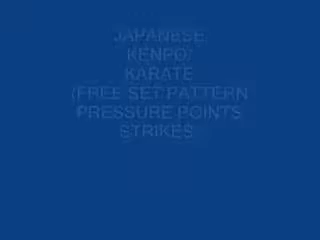 JAPANESE
KENPO/
KARATE
(FREE SET PATTERN
PRESSURE POINTS
STRIKES